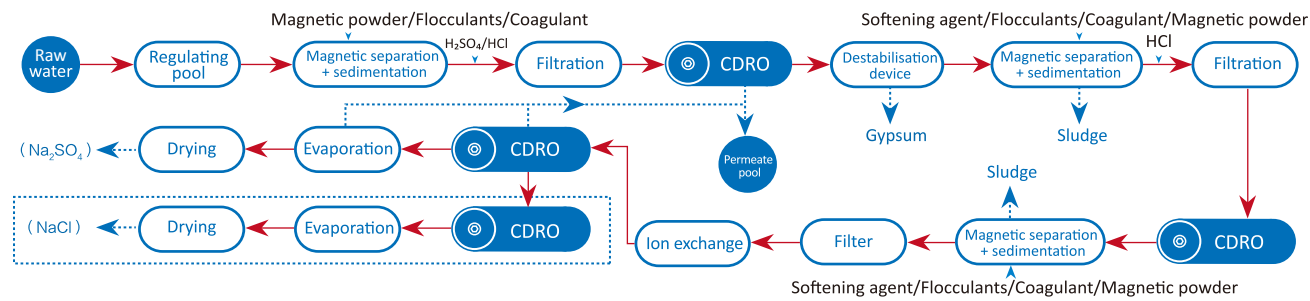 Magnetic powder/Flocculants/Coagulant
Softening agent/Flocculants/Coagulant/Magnetic powder
H₂SO₄/HCl
HCl
Raw
water
Regulating
pool
Magnetic separation
+ sedimentation
Filtration
CDRO
Destabilisation
device
Magnetic separation
+ sedimentation
Filtration
Gypsum
Sludge
(Na₂SO₄)
Drying
Evaporation
CDRO
Permeate
pool
Sludge
(NaCl)
Drying
Evaporation
CDRO
Ion exchange
Filter
Magnetic separation
+ sedimentation
CDRO
Softening agent/Flocculants/Coagulant/Magnetic powder